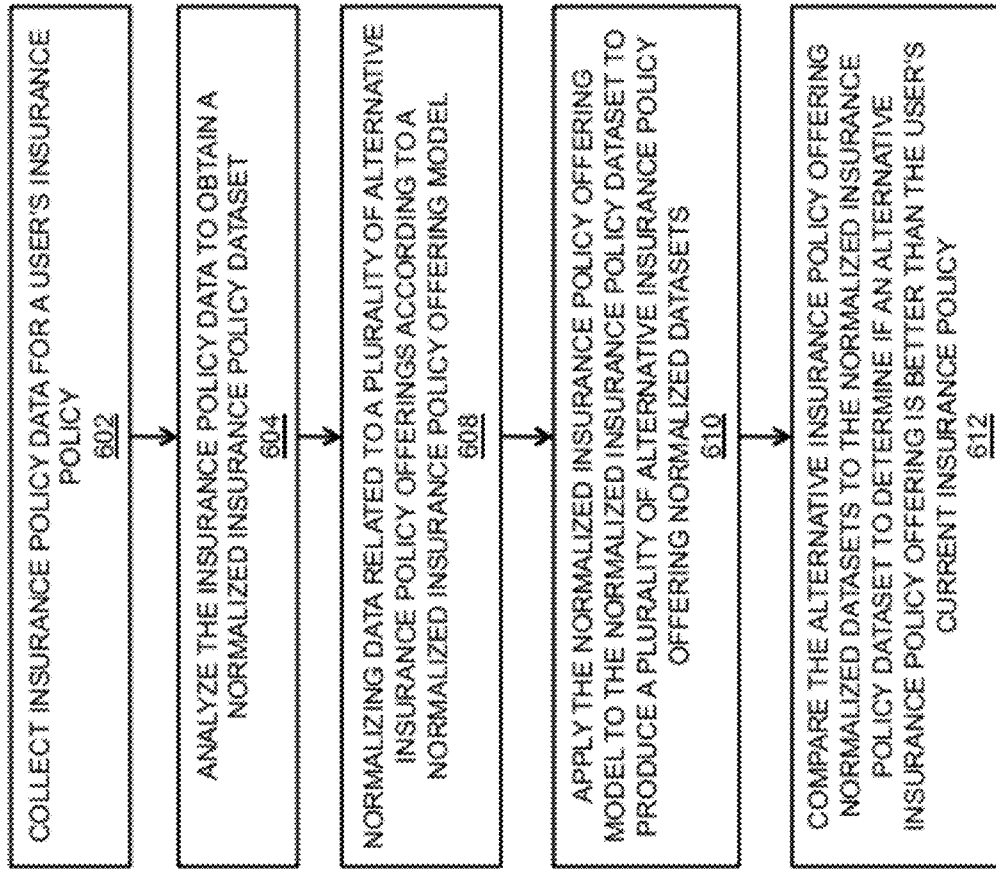 COLLECT INSURANCE POLICY DATA FOR A USER'S INSURANCE
POLICY
602
ANALYZE THE INSURANCE POLICY DATA TO OBTAIN A
NORMALIZED INSURANCE POLICY DATASET
604
NORMALIZING DATA RELATED TO A PLURALITY OF ALTERNATIVE
INSURANCE POLICY OFFERINGS ACCORDING TO A
NORMALIZED INSURANCE POLICY OFFERING MODEL
608
APPLY THE NORMALIZED INSURANCE POLICY OFFERING
MODEL TO THE NORMALIZED INSURANCE POLICY DATASET TO
PRODUCE A PLURALITY OF ALTERNATIVE INSURANCE POLICY
OFFERING NORMALIZED DATASETS
610
COMPARE THE ALTERNATIVE INSURANCE POLICY OFFERING
NORMALIZED DATASETS TO THE NORMALIZED INSURANCE
POLICY DATASET TO DETERMINE IF AN ALTERNATIVE
INSURANCE POLICY OFFERING IS BETTER THAN THE USER'S
CURRENT INSURANCE POLICY
612